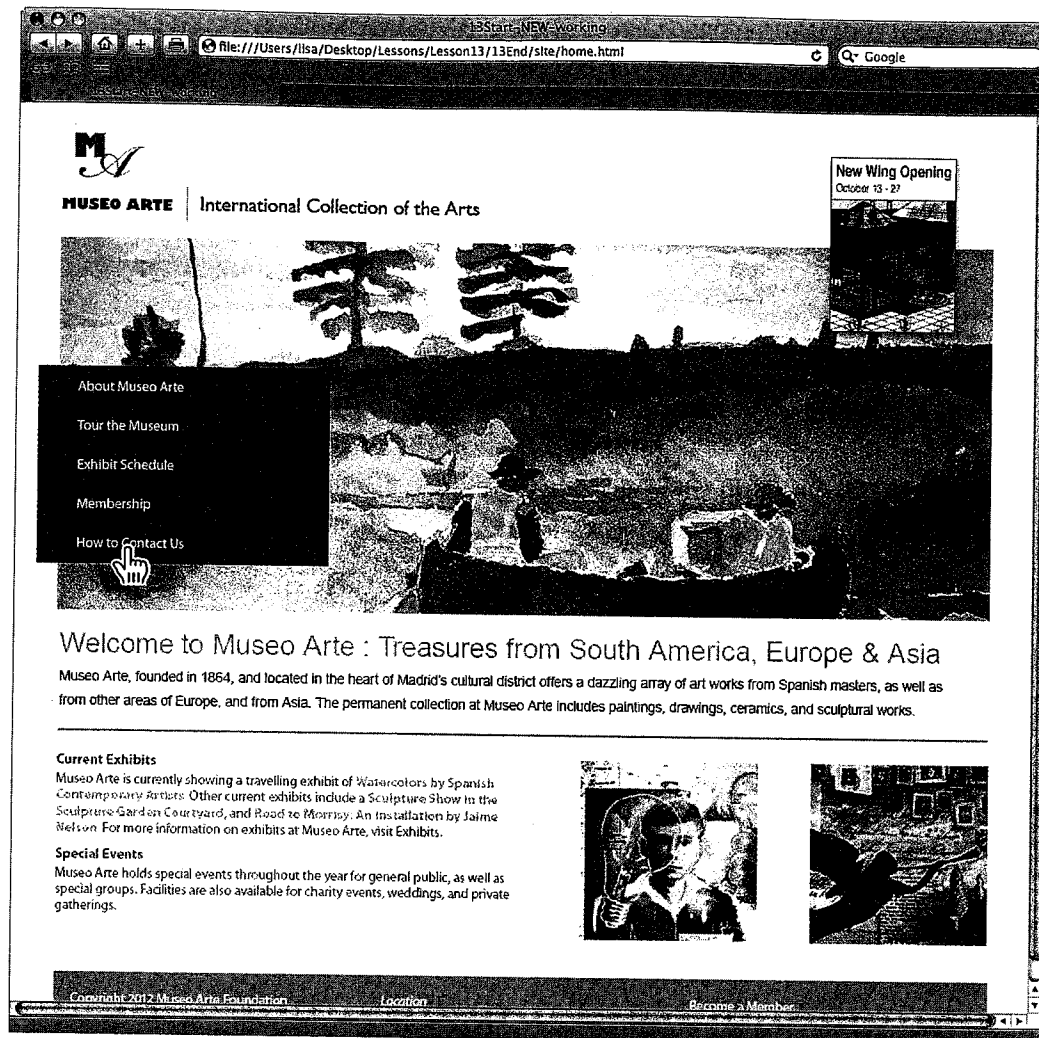 13Start-NEW-Working
file:///Users/lisa/Desktop/Lessons/Lesson13/13End/site/home.html
Google
MA
MUSEO ARTE | International Collection of the Arts
New Wing Opening
October 13 - 27
About Museo Arte
Tour the Museum
Exhibit Schedule
Membership
How to Contact Us
Welcome to Museo Arte : Treasures from South America, Europe & Asia
Museo Arte, founded in 1864, and located in the heart of Madrid's cultural district offers a dazzling array of art works from Spanish masters, as well as
from other areas of Europe, and from Asia. The permanent collection at Museo Arte includes paintings, drawings, ceramics, and sculptural works.
Current Exhibits
Museo Arte is currently showing a travelling exhibit of Watercolors by Spanish
Contemporary Artists. Other current exhibits include a Sculpture Show in the
Sculpture Garden Courtyard, and Road to Morrisy: An Installation by Jaime
Nelson. For more information on exhibits at Museo Arte, visit Exhibits.
Special Events
Museo Arte holds special events throughout the year for general public, as well as
special groups. Facilities are also available for charity events, weddings, and private
gatherings.
Copyright 2012 Museo Arte Foundation
Location
Become a Member